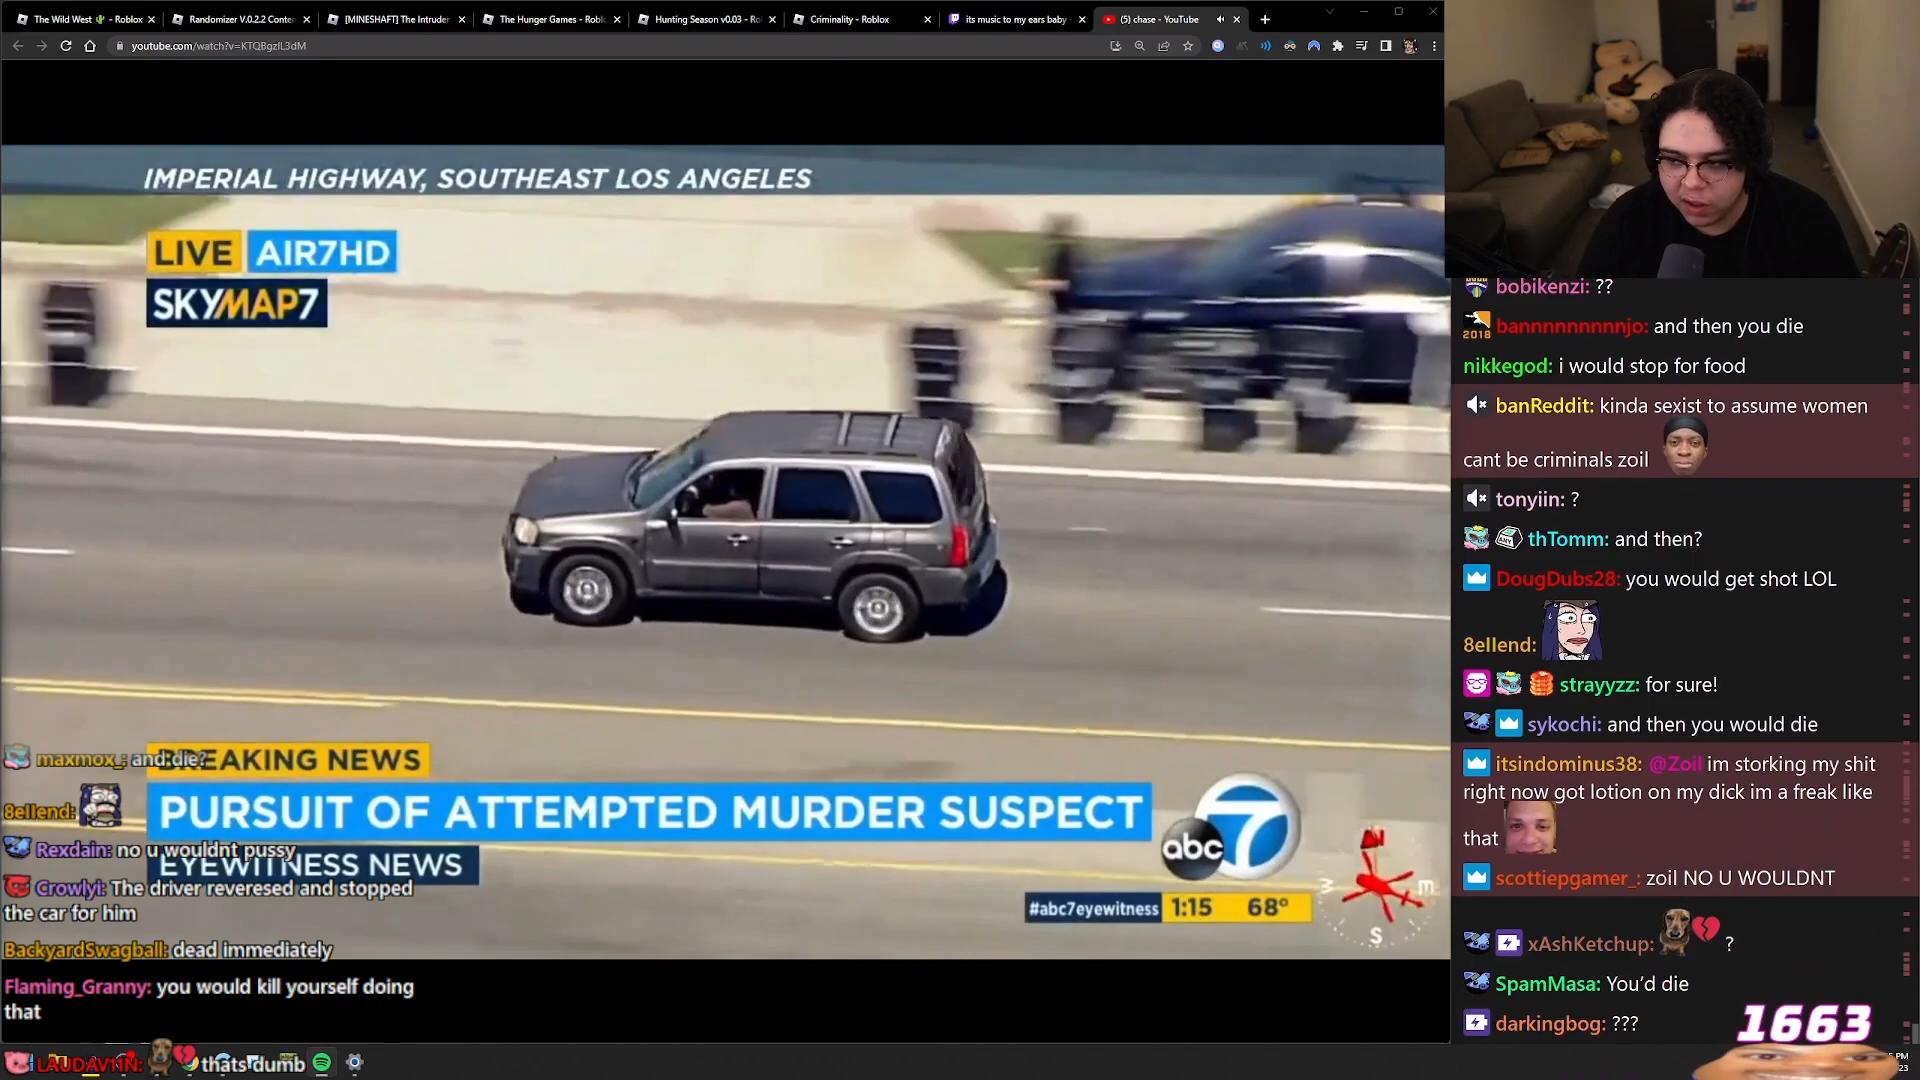 The Wild West 🌵 - Roblox
Randomizer V.0.2.2 Conten
[MINESHAFT] The Intruder
The Hunger Games - Roblo
Hunting Season v0.03 - Ro
Criminality - Roblox
its music to my ears baby
(5) chase - YouTube
youtube.com/watch?v=KTQBgzlL3dM
IMPERIAL HIGHWAY, SOUTHEAST LOS ANGELES
LIVE AIR7HD
SKYMAP7
BREAKING NEWS
PURSUIT OF ATTEMPTED MURDER SUSPECT
EYEWITNESS NEWS
abc 7
#abc7eyewitness 1:15 68°
N
S
maxmox_: and die?
8ellend:
Rexdain: no u wouldnt pussy
Crowlyi: The driver reveresed and stopped
the car for him
BackyardSwagball: dead immediately
Flaming_Granny: you would kill yourself doing
that
LAUDAV1IN: thats dumb
bobikenzi: ??
2018 bannnnnnnnnjo: and then you die
nikkegod: i would stop for food
banReddit: kinda sexist to assume women
cant be criminals zoil
tonyiin: ?
thTomm: and then?
DougDubs28: you would get shot LOL
8ellend:
strayyzz: for sure!
sykochi: and then you would die
itsindominus38: @Zoil im storking my shit
right now got lotion on my dick im a freak like
that
scottiepgamer_: zoil NO U WOULDNT
xAshKetchup: ?
SpamMasa: You'd die
darkingbog: ???
1663